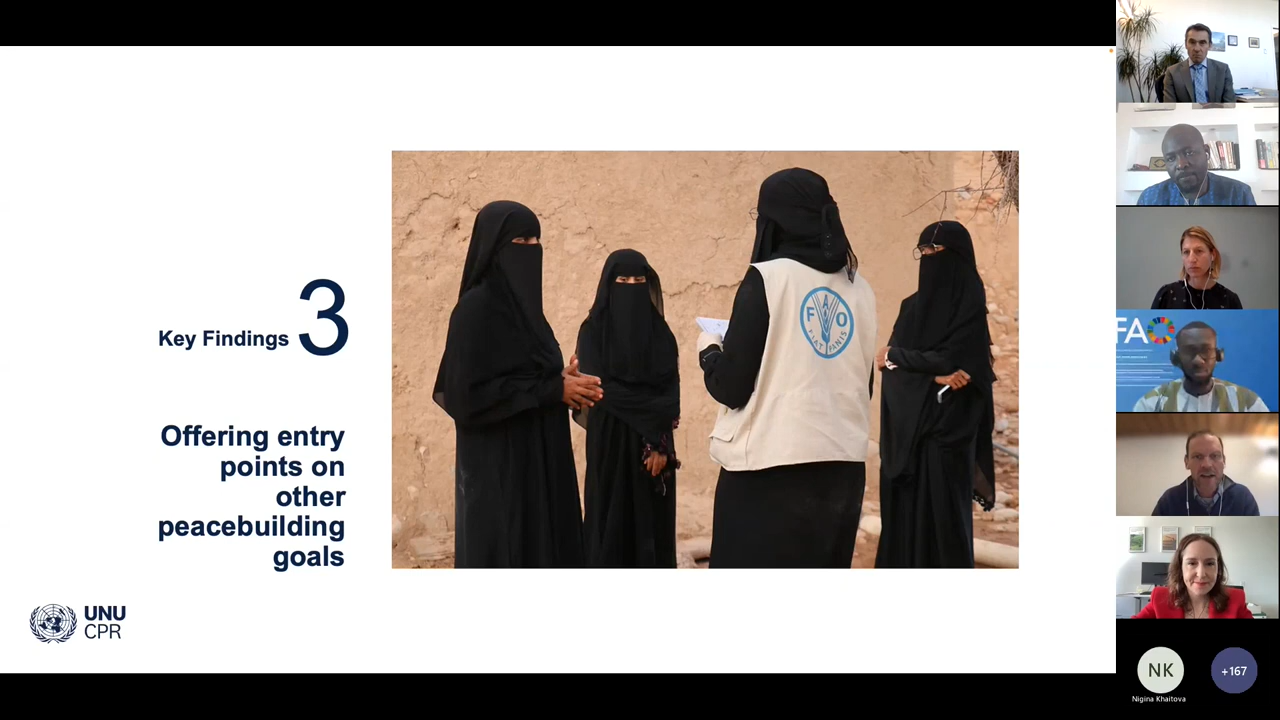 Key Findings 3
Offering entry
points on
other
peacebuilding
goals
UNU
CPR
FAO
FIAT PANIS
FAO
NK
+167
Nigina Khaitova